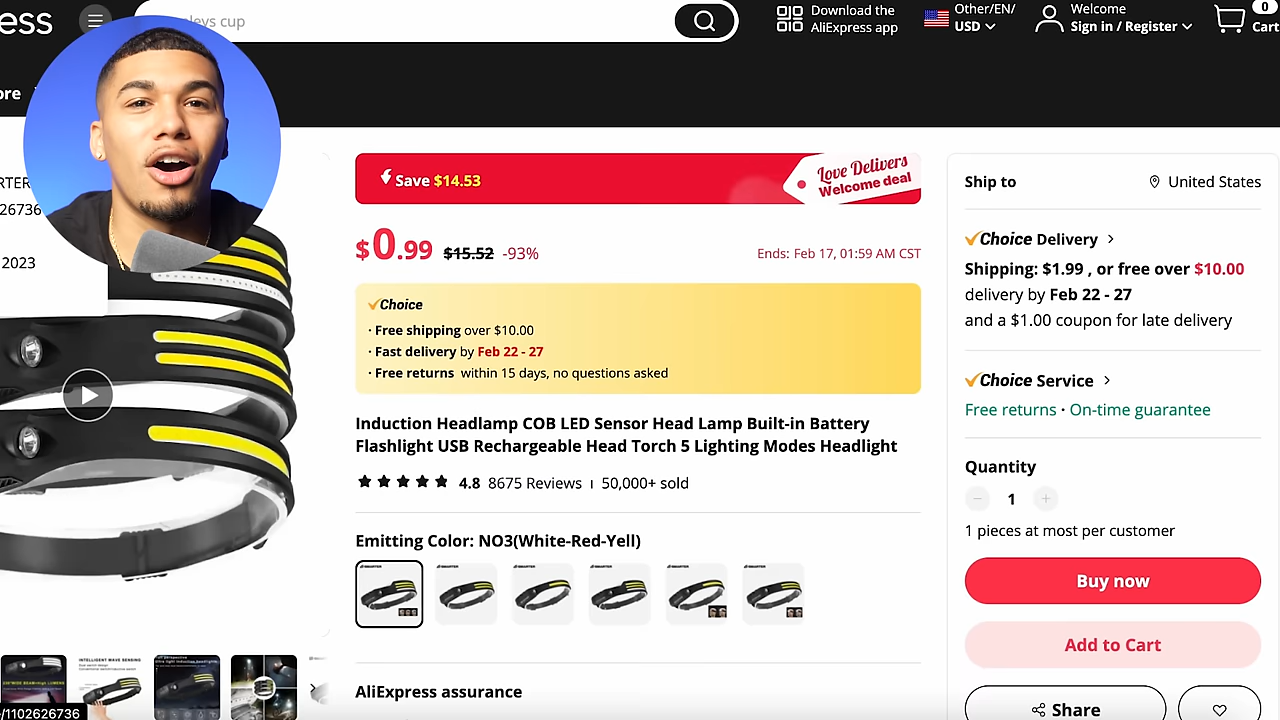 ess
leys cup
Download the
AliExpress app
Other/EN/
USD
Welcome
Sign in / Register
0
Cart
ore
RTER
26736
2023
Save $14.53
Love Delivers
Welcome deal
$0.99 $15.52 -93%
Ends: Feb 17, 01:59 AM CST
Choice
· Free shipping over $10.00
· Fast delivery by Feb 22 - 27
· Free returns within 15 days, no questions asked
Induction Headlamp COB LED Sensor Head Lamp Built-in Battery
Flashlight USB Rechargeable Head Torch 5 Lighting Modes Headlight
4.8 8675 Reviews 50,000+ sold
Emitting Color: NO3(White-Red-Yell)
AliExpress assurance
Ship to
United States
Choice Delivery
Shipping: $1.99 , or free over $10.00
delivery by Feb 22 - 27
and a $1.00 coupon for late delivery
Choice Service
Free returns · On-time guarantee
Quantity
1
1 pieces at most per customer
Buy now
Add to Cart
Share
INTELLIGENT WAVE SENSING
/1102626736